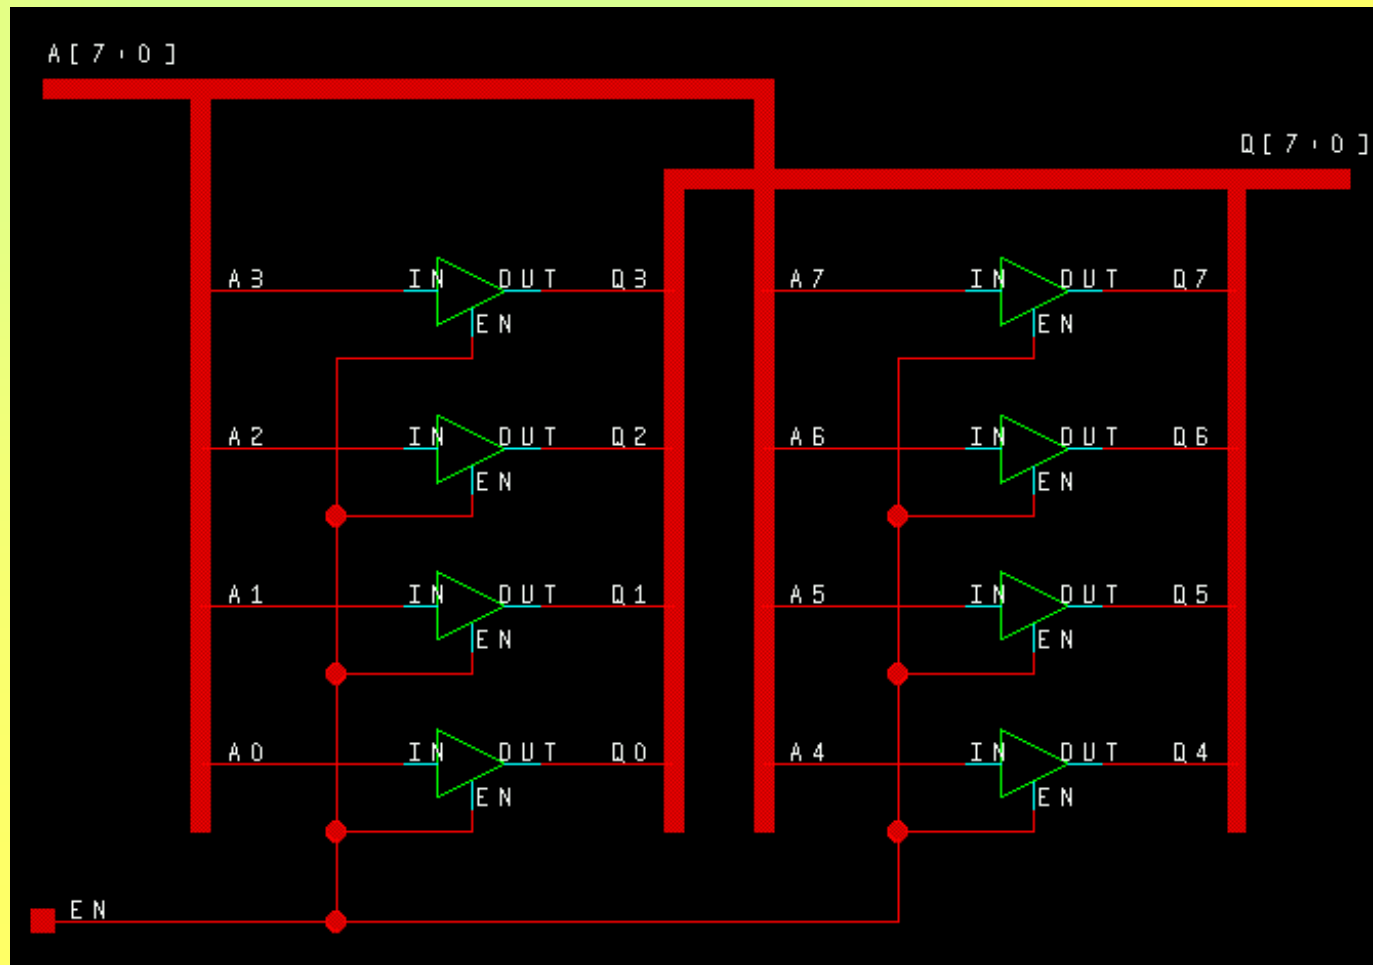 A[7:0]
Q[7:0]
A3 IN OUT Q3 A7 IN OUT Q7
EN EN
A2 IN OUT Q2 A6 IN OUT Q6
EN EN
A1 IN OUT Q1 A5 IN OUT Q5
EN EN
A0 IN OUT Q0 A4 IN OUT Q4
EN EN
EN